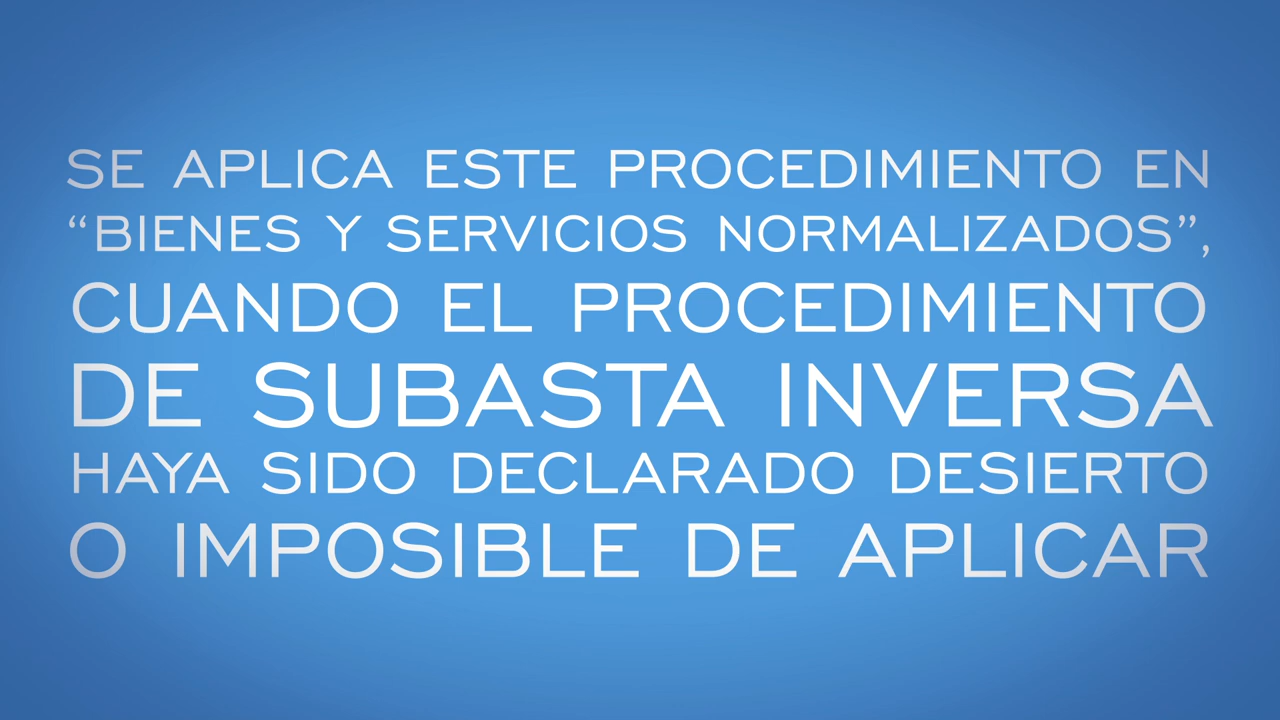 SE APLICA ESTE PROCEDIMIENTO EN
“BIENES Y SERVICIOS NORMALIZADOS”,
CUANDO EL PROCEDIMIENTO
DE SUBASTA INVERSA
HAYA SIDO DECLARADO DESIERTO
O IMPOSIBLE DE APLICAR